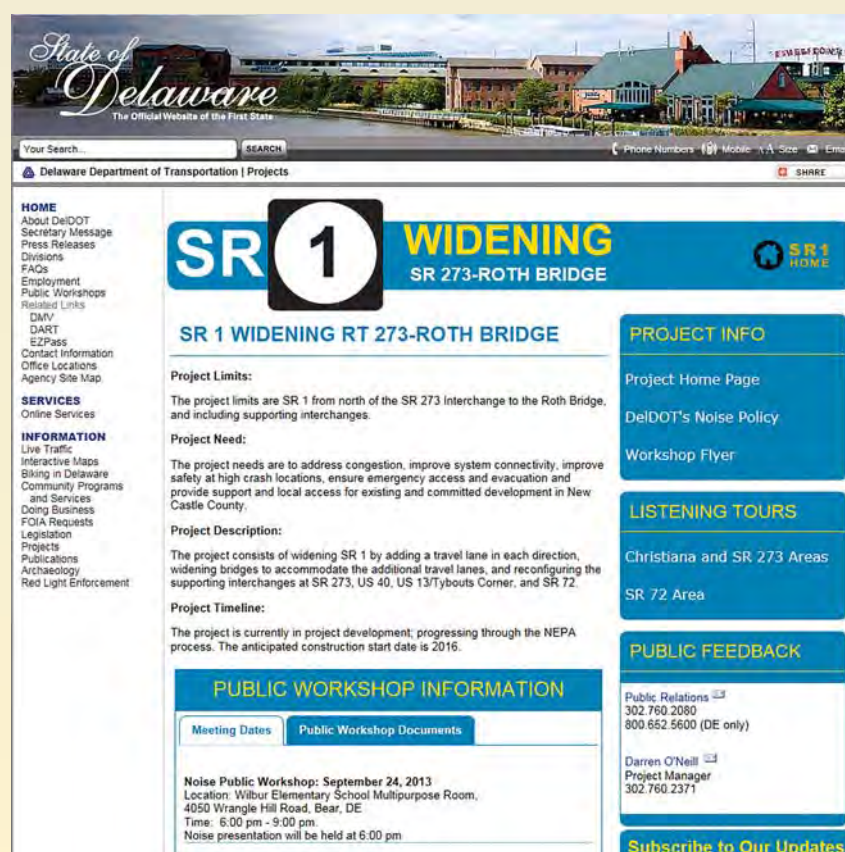 State of
Delaware
The Official Website of the First State
Your Search...
SEARCH
Phone Numbers
Mobile
AA Size
Delaware Department of Transportation | Projects
SHARE
HOME
About DelDOT
Secretary Message
Press Releases
Divisions
FAQs
Employment
Public Workshops
Related Links
DMV
DART
EZPass
Contact Information
Office Locations
Agency Site Map
SERVICES
Online Services
INFORMATION
Live Traffic
Interactive Maps
Biking in Delaware
Community Programs
and Services
Doing Business
FOIA Requests
Legislation
Projects
Publications
Archaeology
Red Light Enforcement
SR 1 WIDENING
SR 273-ROTH BRIDGE
SR1
HOME
SR 1 WIDENING RT 273-ROTH BRIDGE
Project Limits:
The project limits are SR 1 from north of the SR 273 Interchange to the Roth Bridge,
and including supporting interchanges.
Project Need:
The project needs are to address congestion, improve system connectivity, improve
safety at high crash locations, ensure emergency access and evacuation and
provide support and local access for existing and committed development in New
Castle County.
Project Description:
The project consists of widening SR 1 by adding a travel lane in each direction,
widening bridges to accommodate the additional travel lanes, and reconfiguring the
supporting interchanges at SR 273, US 40, US 13/Tybouts Corner, and SR 72.
Project Timeline:
The project is currently in project development; progressing through the NEPA
process. The anticipated construction start date is 2016.
PUBLIC WORKSHOP INFORMATION
Meeting Dates
Public Workshop Documents
Noise Public Workshop: September 24, 2013
Location: Wilbur Elementary School Multipurpose Room,
4050 Wrangle Hill Road, Bear, DE
Time: 6:00 pm - 9:00 pm.
Noise presentation will be held at 6:00 pm
PROJECT INFO
Project Home Page
DelDOT's Noise Policy
Workshop Flyer
LISTENING TOURS
Christiana and SR 273 Areas
SR 72 Area
PUBLIC FEEDBACK
Public Relations
302.760.2080
800.652.5600 (DE only)
Darren O'Neill
Project Manager
302.760.2371
Subscribe to Our Updates